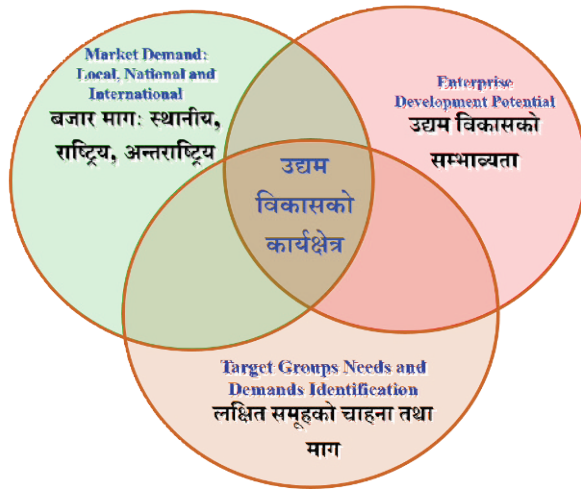 Market Demand:
Local, National and
International
बजार माग: स्थानीय,
राष्ट्रिय, अन्तराष्ट्रिय
Enterprise
Development Potential
उद्यम विकासको
सम्भाव्यता
उद्यम
विकासको
कार्यक्षेत्र
Target Groups Needs and
Demands Identification
लक्षित समूहको चाहना तथा
माग